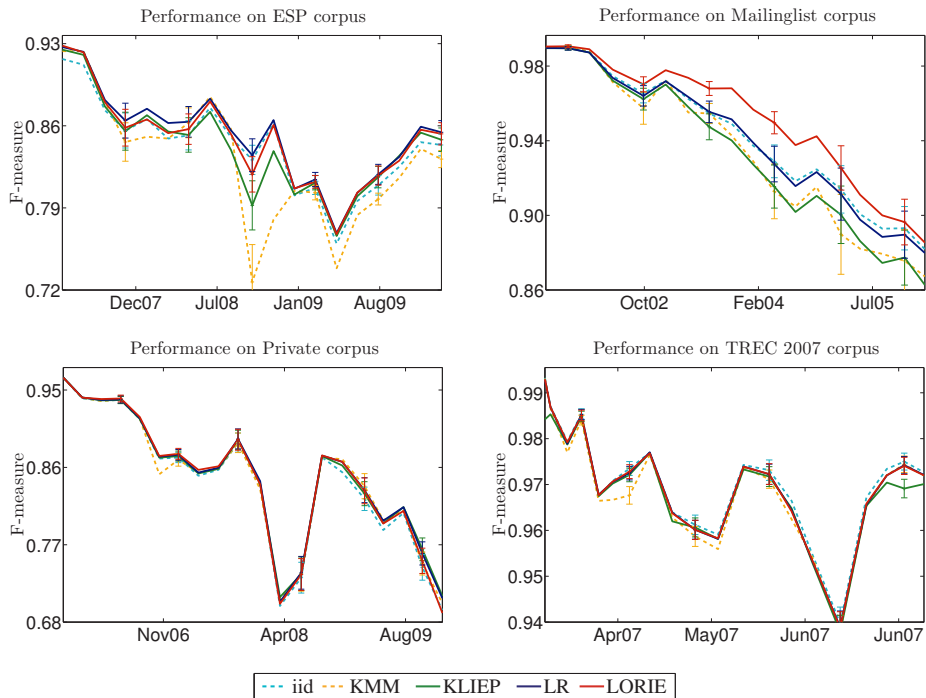 Performance on ESP corpus
0.93
0.86
0.79
0.72
F-measure
Dec07 Jul08 Jan09 Aug09
Performance on Mailinglist corpus
0.98
0.94
0.90
0.86
F-measure
Oct02 Feb04 Jul05
Performance on Private corpus
0.95
0.86
0.77
0.68
F-measure
Nov06 Apr08 Aug09
Performance on TREC 2007 corpus
0.99
0.98
0.97
0.96
0.95
0.94
F-measure
Apr07 May07 Jun07 Jun07
iid KMM KLIEP LR LORIE